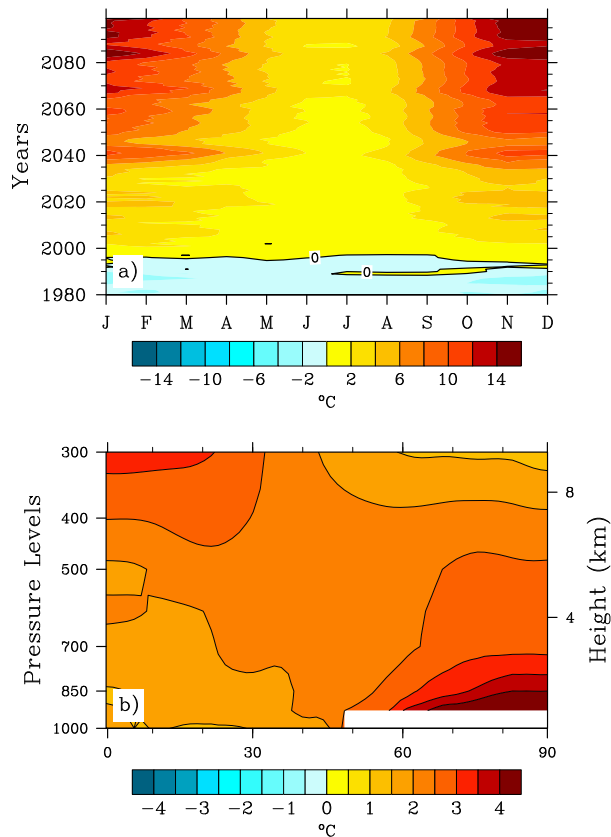 2080
2060
2040
2020
2000
1980
Years
0
0
a)
J F M A M J J A S O N D
−14 −10 −6 −2 2 6 10 14
°C
300
400
500
700
850
1000
Pressure Levels
8
4
Height (km)
b)
0 30 60 90
−4 −3 −2 −1 0 1 2 3 4
°C